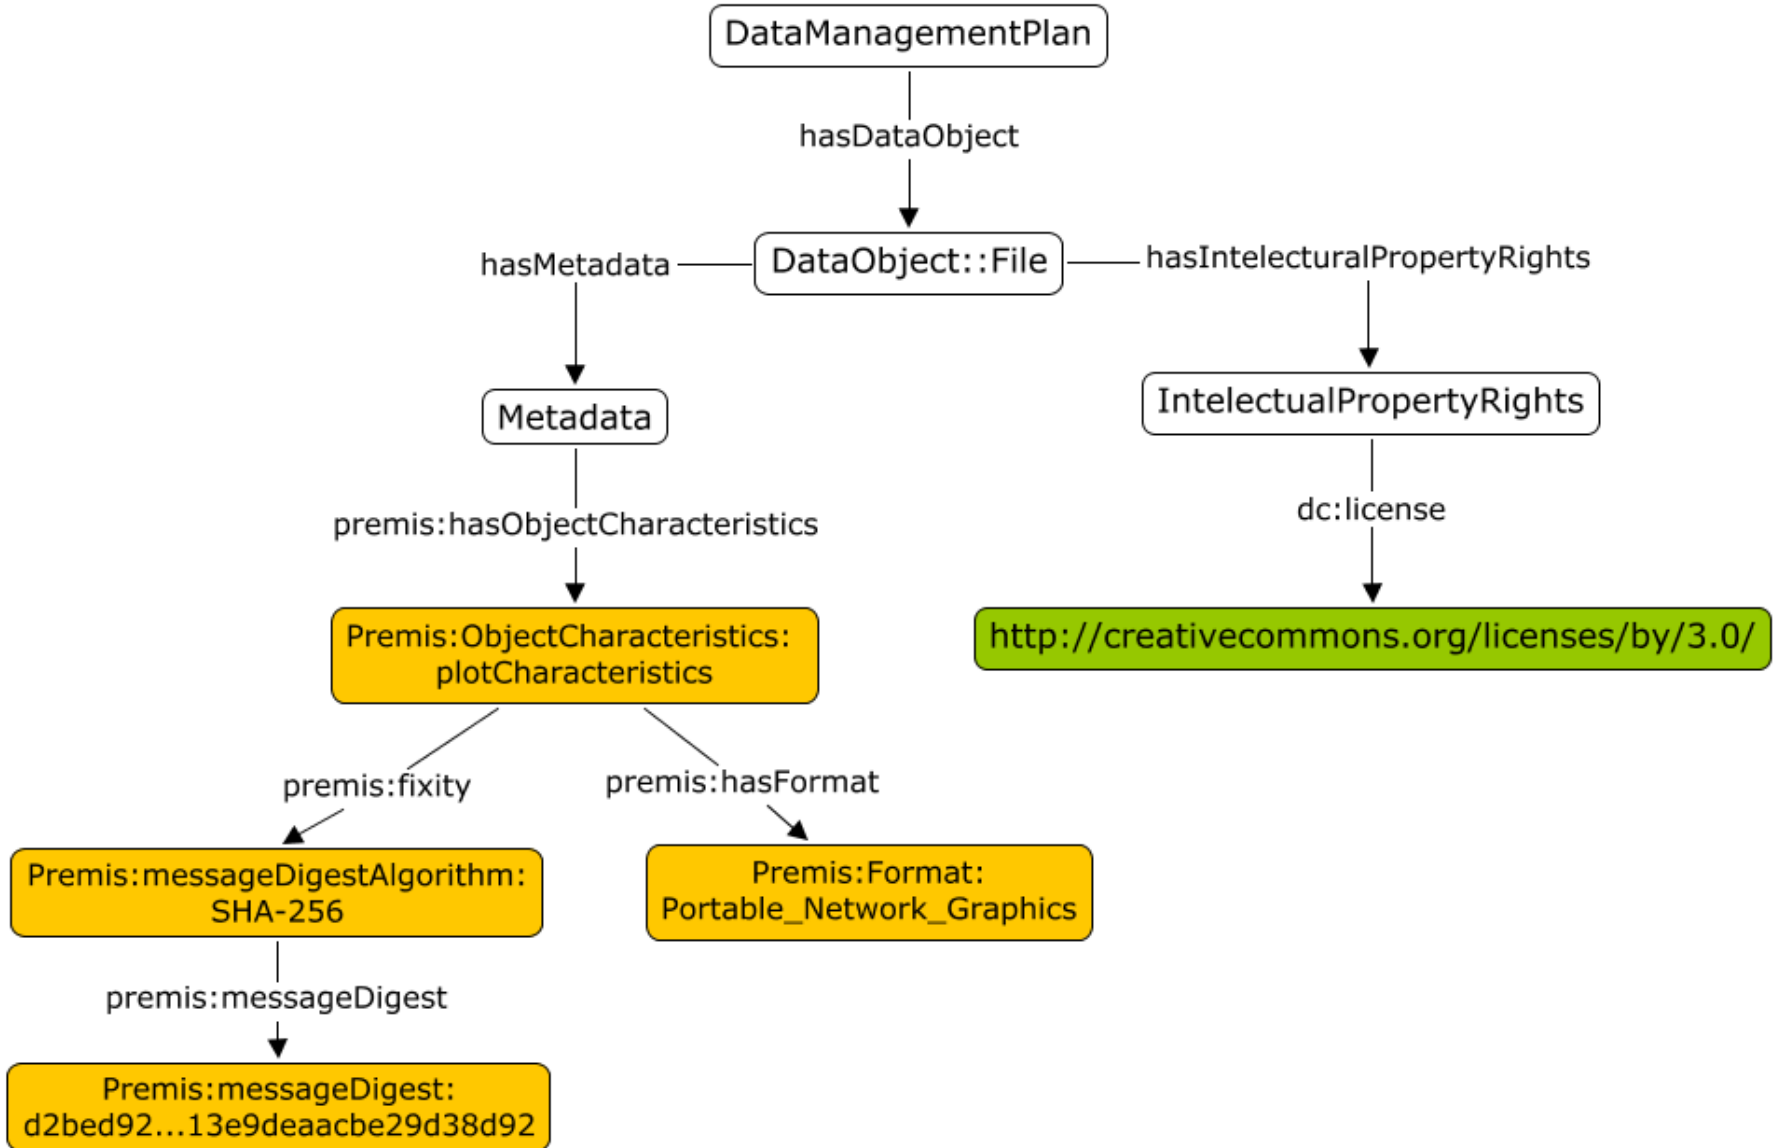 DataManagementPlan
hasDataObject
hasMetadata
DataObject::File
hasIntelecturalPropertyRights
Metadata
IntelectualPropertyRights
premis:hasObjectCharacteristics
dc:license
Premis:ObjectCharacteristics:
plotCharacteristics
http://creativecommons.org/licenses/by/3.0/
premis:fixity
premis:hasFormat
Premis:messageDigestAlgorithm:
SHA-256
Premis:Format:
Portable_Network_Graphics
premis:messageDigest
Premis:messageDigest:
d2bed92...13e9deaacbe29d38d92